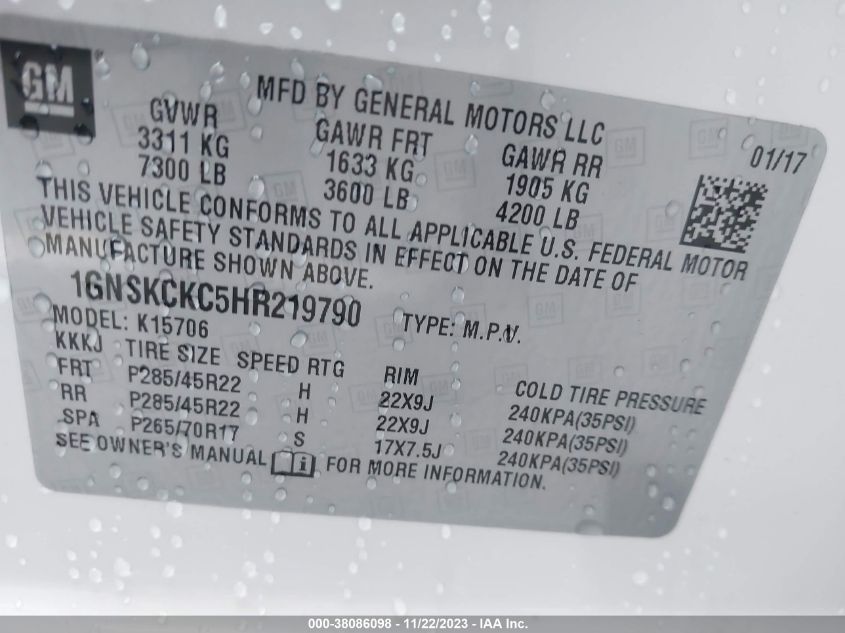 GM
MFD BY GENERAL MOTORS LLC
01/17
GVWR GAWR FRT GAWR RR
3311 KG 1633 KG 1905 KG
7300 LB 3600 LB 4200 LB
THIS VEHICLE CONFORMS TO ALL APPLICABLE U.S. FEDERAL MOTOR
VEHICLE SAFETY STANDARDS IN EFFECT ON THE DATE OF
MANUFACTURE SHOWN ABOVE.
1GNSKCKC5HR219790 TYPE: M.P.V.
MODEL: K15706
KKKJ TIRE SIZE SPEED RTG RIM COLD TIRE PRESSURE
FRT P285/45R22 H 22X9J 240KPA(35PSI)
RR P285/45R22 H 22X9J 240KPA(35PSI)
SPA P265/70R17 S 17X7.5J 240KPA(35PSI)
SEE OWNER'S MANUAL FOR MORE INFORMATION.
000-38086098 - 11/22/2023 - IAA Inc.